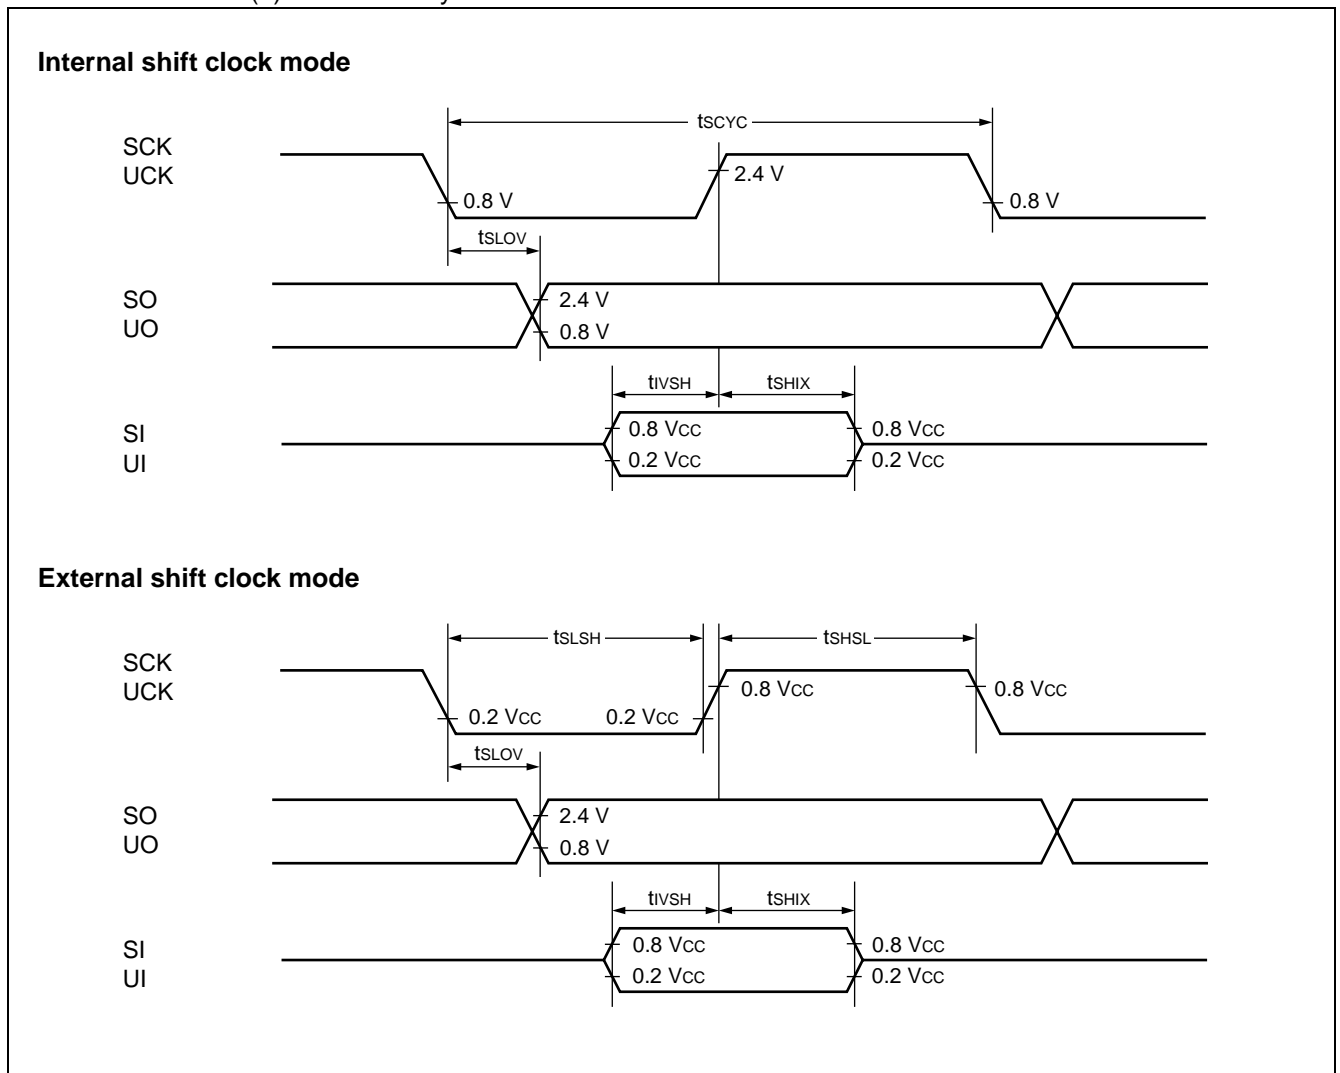 Internal shift clock mode
tSCYC
SCK
UCK
2.4 V
0.8 V
0.8 V
tSLOV
SO
UO
2.4 V
0.8 V
tIVSH
tSHIX
SI
UI
0.8 VCC
0.8 VCC
0.2 VCC
0.2 VCC
External shift clock mode
tSLSH
tSHSL
SCK
UCK
0.8 VCC
0.8 VCC
0.2 VCC
0.2 VCC
tSLOV
SO
UO
2.4 V
0.8 V
tIVSH
tSHIX
SI
UI
0.8 VCC
0.8 VCC
0.2 VCC
0.2 VCC